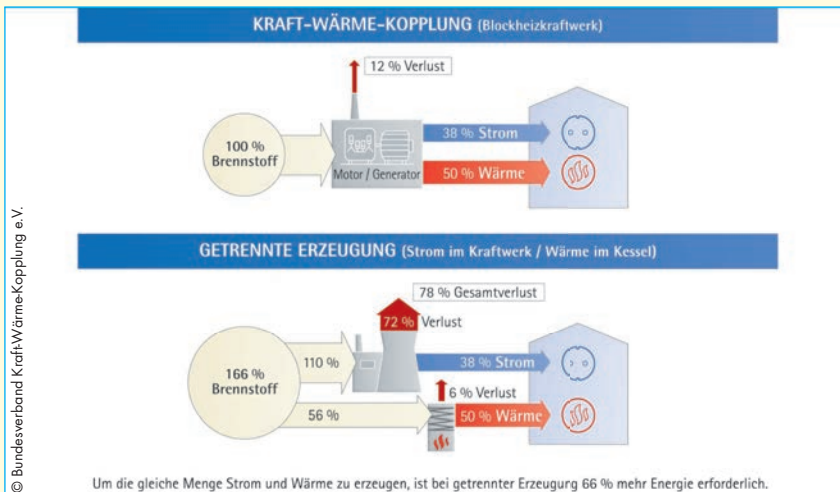 KRAFT-WÄRME-KOPPLUNG (Blockheizkraftwerk)
12 % Verlust
100 %
Brennstoff
Motor / Generator
38 % Strom
50 % Wärme
GETRENNTE ERZEUGUNG (Strom im Kraftwerk / Wärme im Kessel)
78 % Gesamtverlust
72 % Verlust
166 %
Brennstoff
110 %
38 % Strom
6 % Verlust
56 %
50 % Wärme
Um die gleiche Menge Strom und Wärme zu erzeugen, ist bei getrennter Erzeugung 66 % mehr Energie erforderlich.
© Bundesverband Kraft-Wärme-Kopplung e.V.